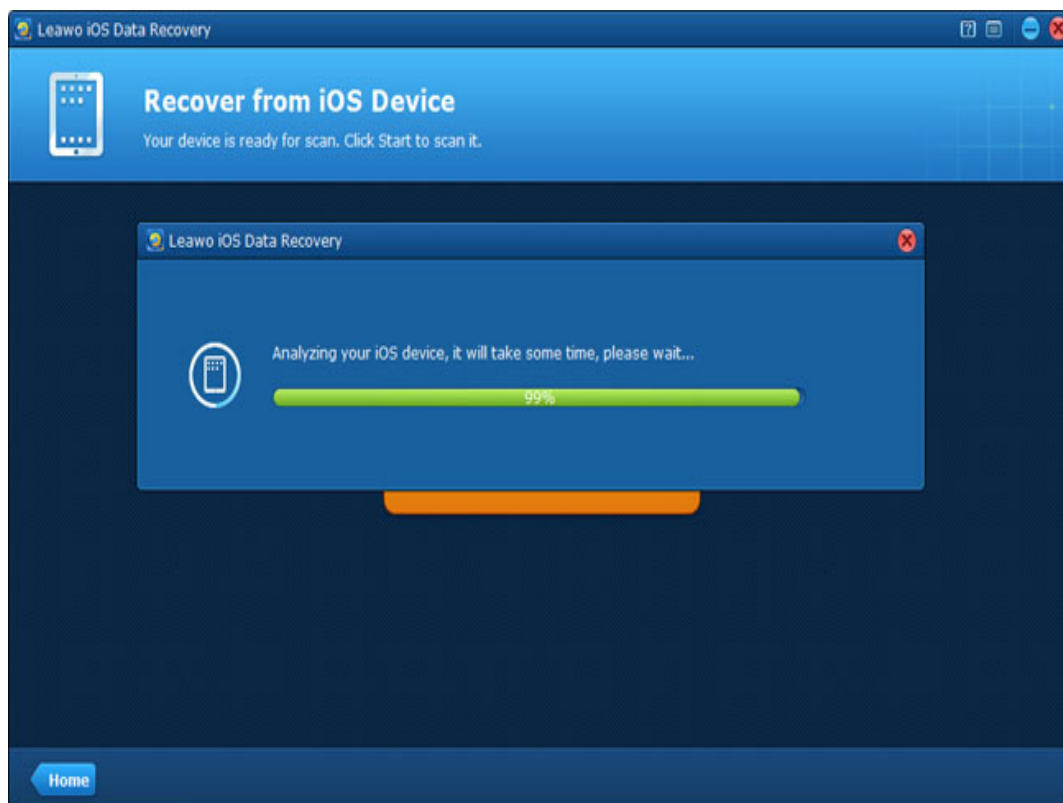 Leawo iOS Data Recovery
Recover from iOS Device
Your device is ready for scan. Click Start to scan it.
Leawo iOS Data Recovery
Analyzing your iOS device, it will take some time, please wait...
99%
Home